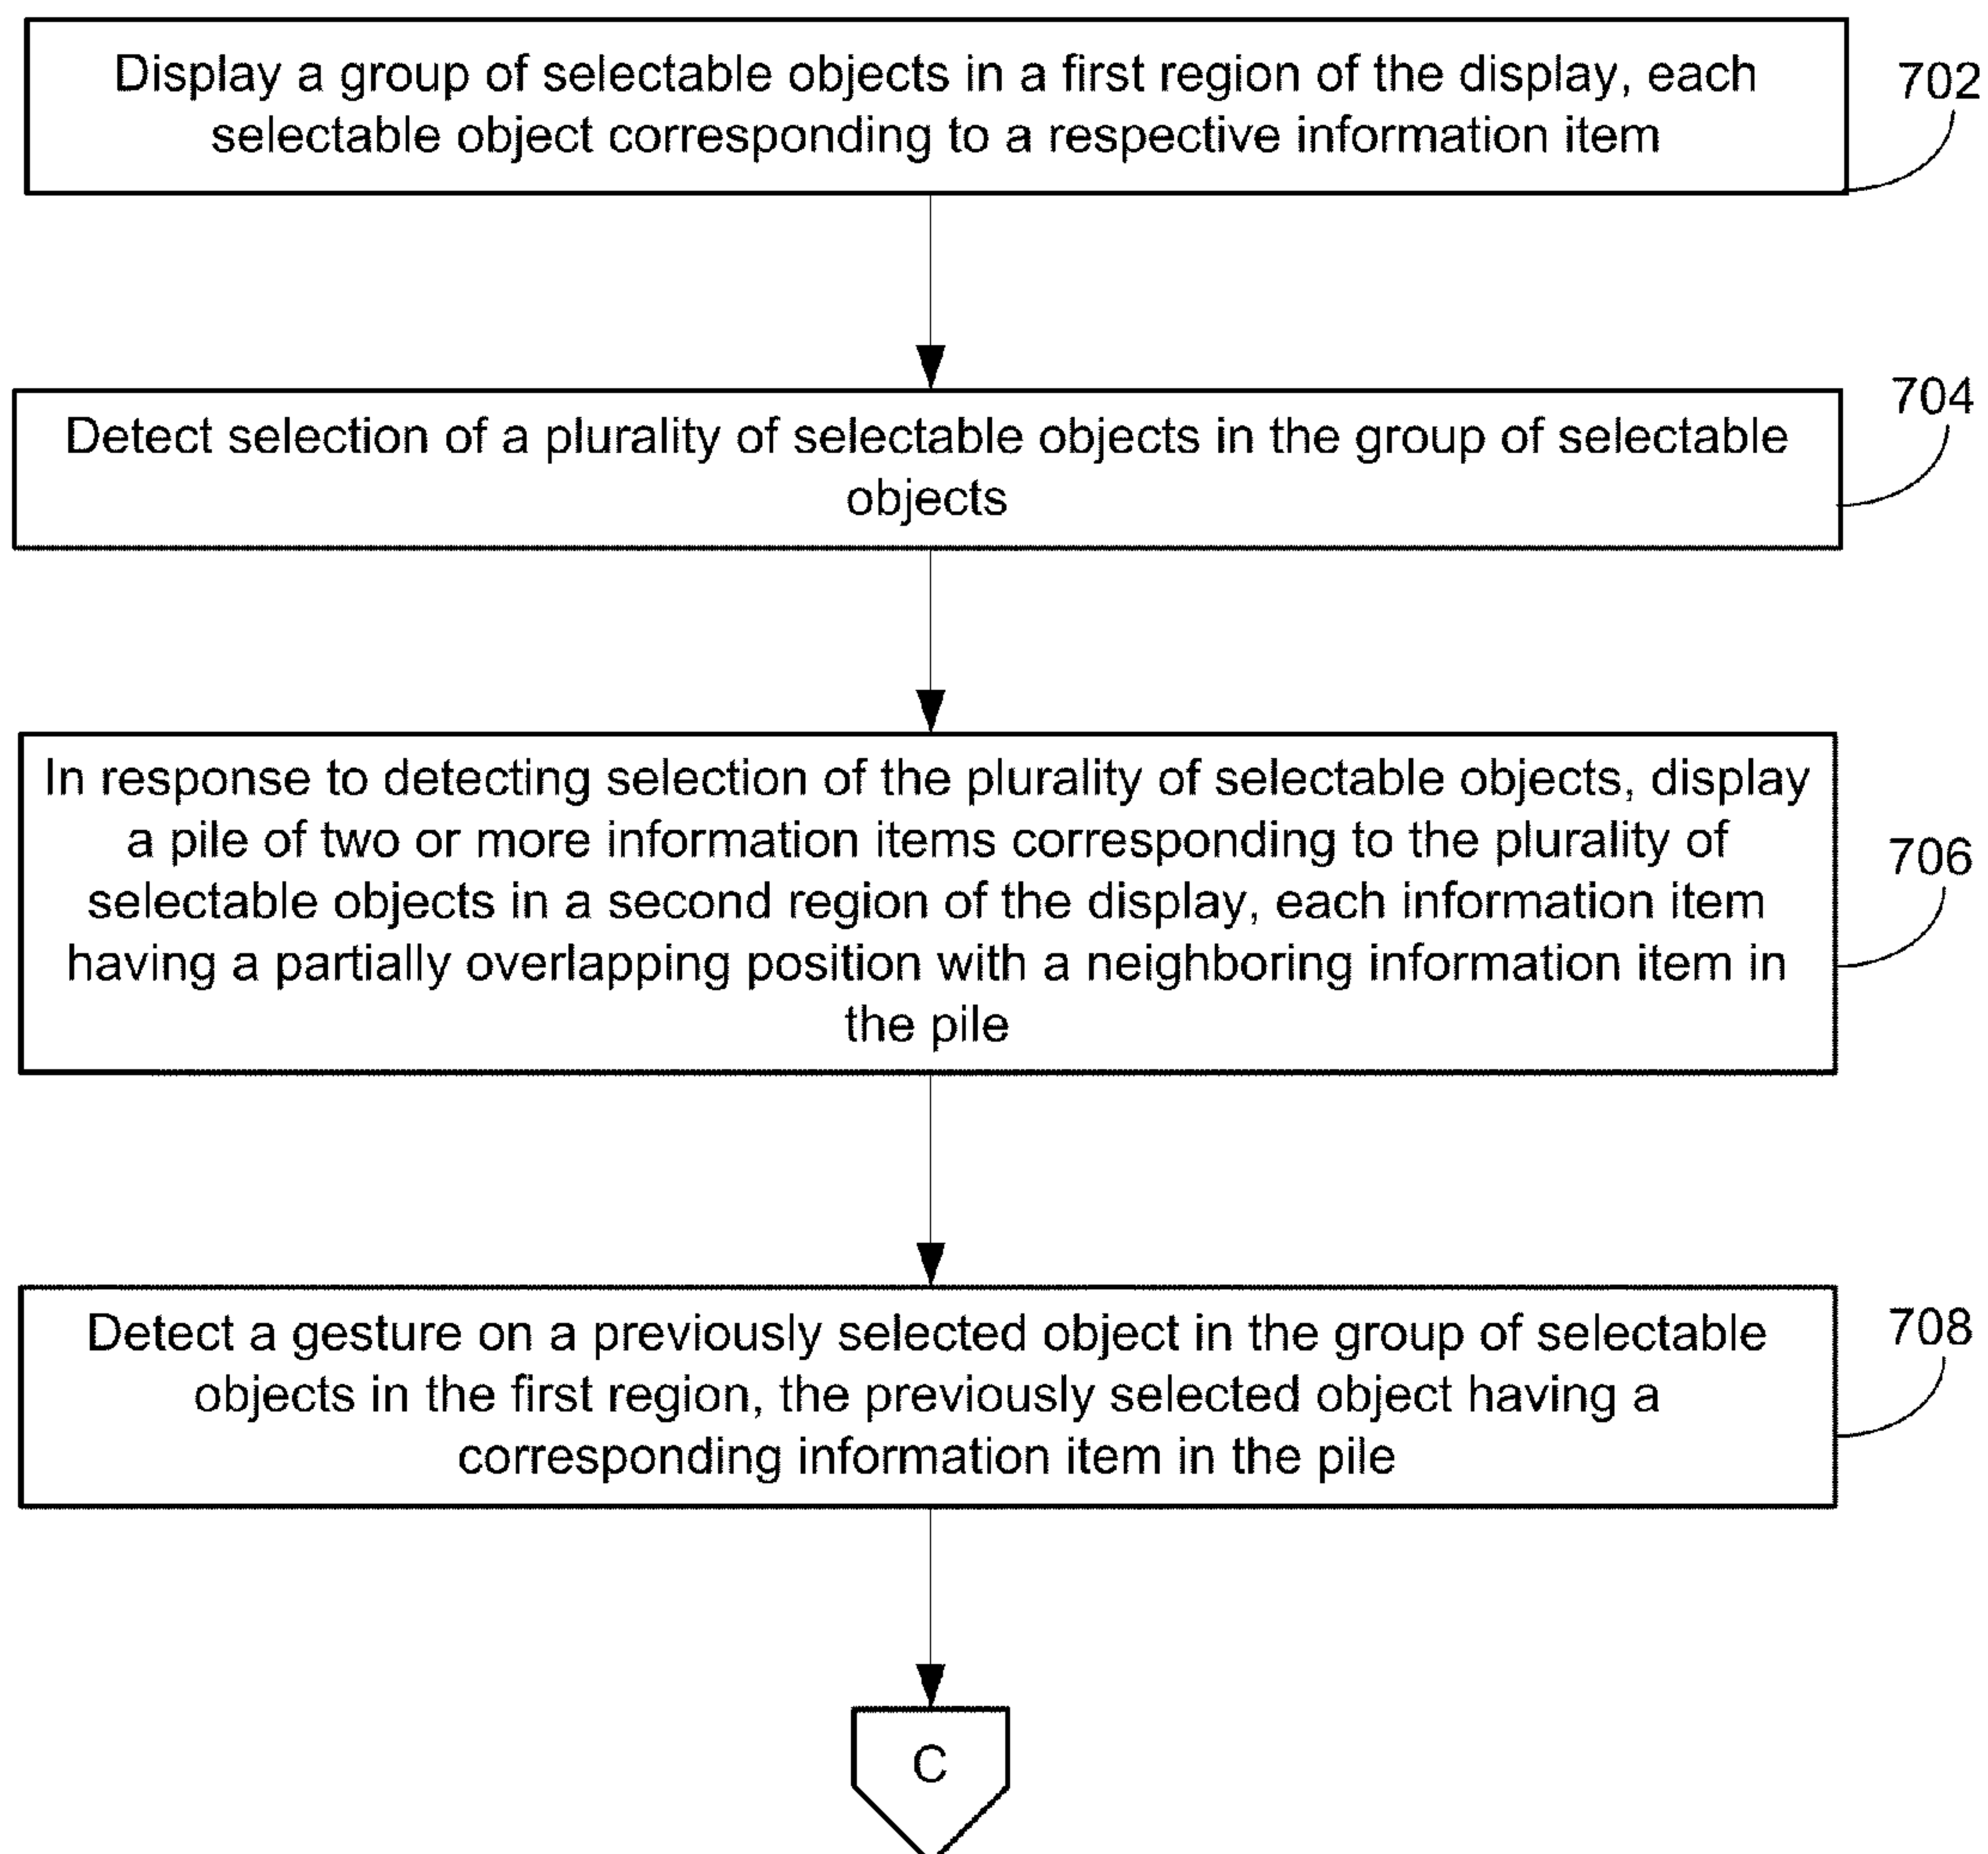 Display a group of selectable objects in a first region of the display, each
selectable object corresponding to a respective information item
702
Detect selection of a plurality of selectable objects in the group of selectable
objects
704
In response to detecting selection of the plurality of selectable objects, display
a pile of two or more information items corresponding to the plurality of
selectable objects in a second region of the display, each information item
having a partially overlapping position with a neighboring information item in
the pile
706
Detect a gesture on a previously selected object in the group of selectable
objects in the first region, the previously selected object having a
corresponding information item in the pile
708
C